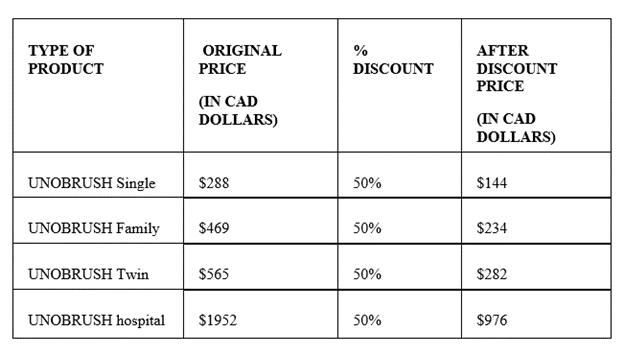 TYPE OF PRODUCT ORIGINAL PRICE (IN CAD DOLLARS) % DISCOUNT AFTER DISCOUNT PRICE (IN CAD DOLLARS)
UNOBRUSH Single $288 50% $144
UNOBRUSH Family $469 50% $234
UNOBRUSH Twin $565 50% $282
UNOBRUSH hospital $1952 50% $976